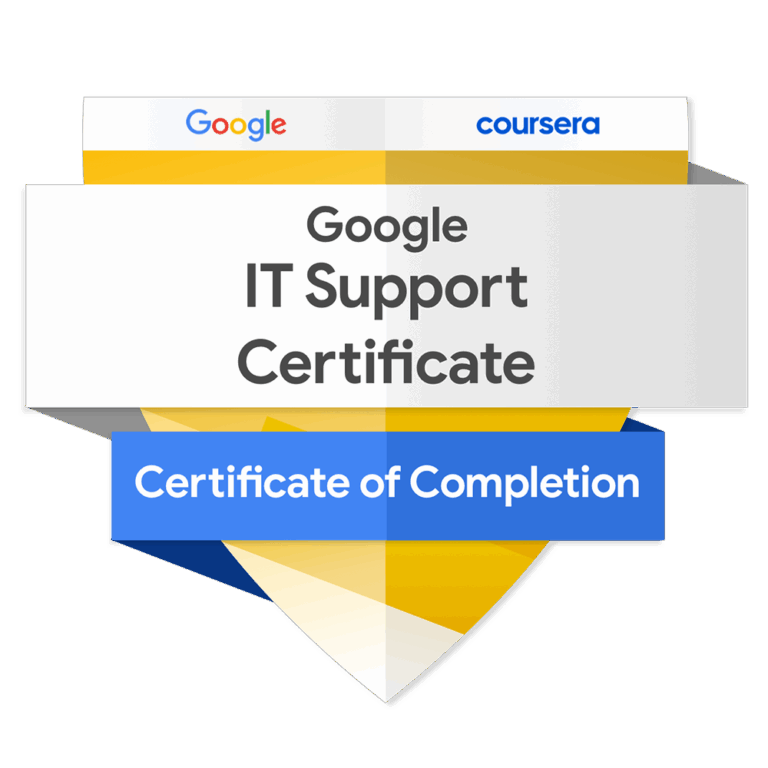 Google
coursera
Google
IT Support
Certificate
Certificate of Completion